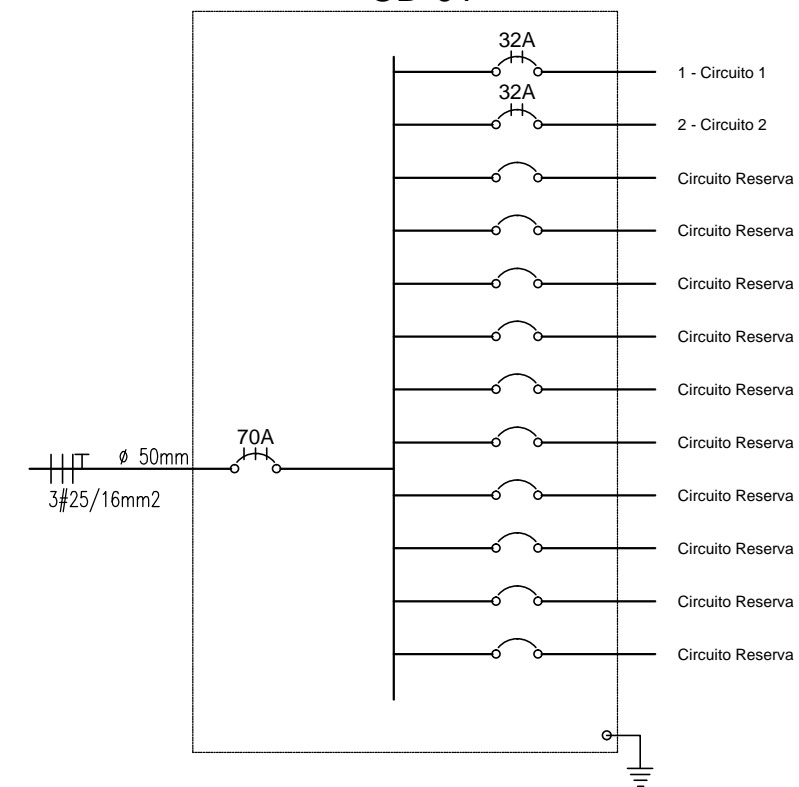 32A
1 - Circuito 1
32A
2 - Circuito 2
Circuito Reserva
Circuito Reserva
Circuito Reserva
Circuito Reserva
Circuito Reserva
Circuito Reserva
70A
ø 50mm
3#25/16mm2
Circuito Reserva
Circuito Reserva
Circuito Reserva
Circuito Reserva